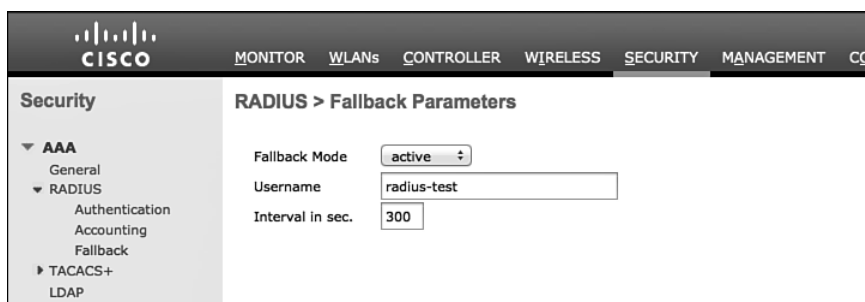 CISCO
MONITOR WLANs CONTROLLER WIRELESS SECURITY MANAGEMENT
Security
AAA
General
RADIUS
Authentication
Accounting
Fallback
TACACS+
LDAP
RADIUS > Fallback Parameters
Fallback Mode active
Username radius-test
Interval in sec. 300